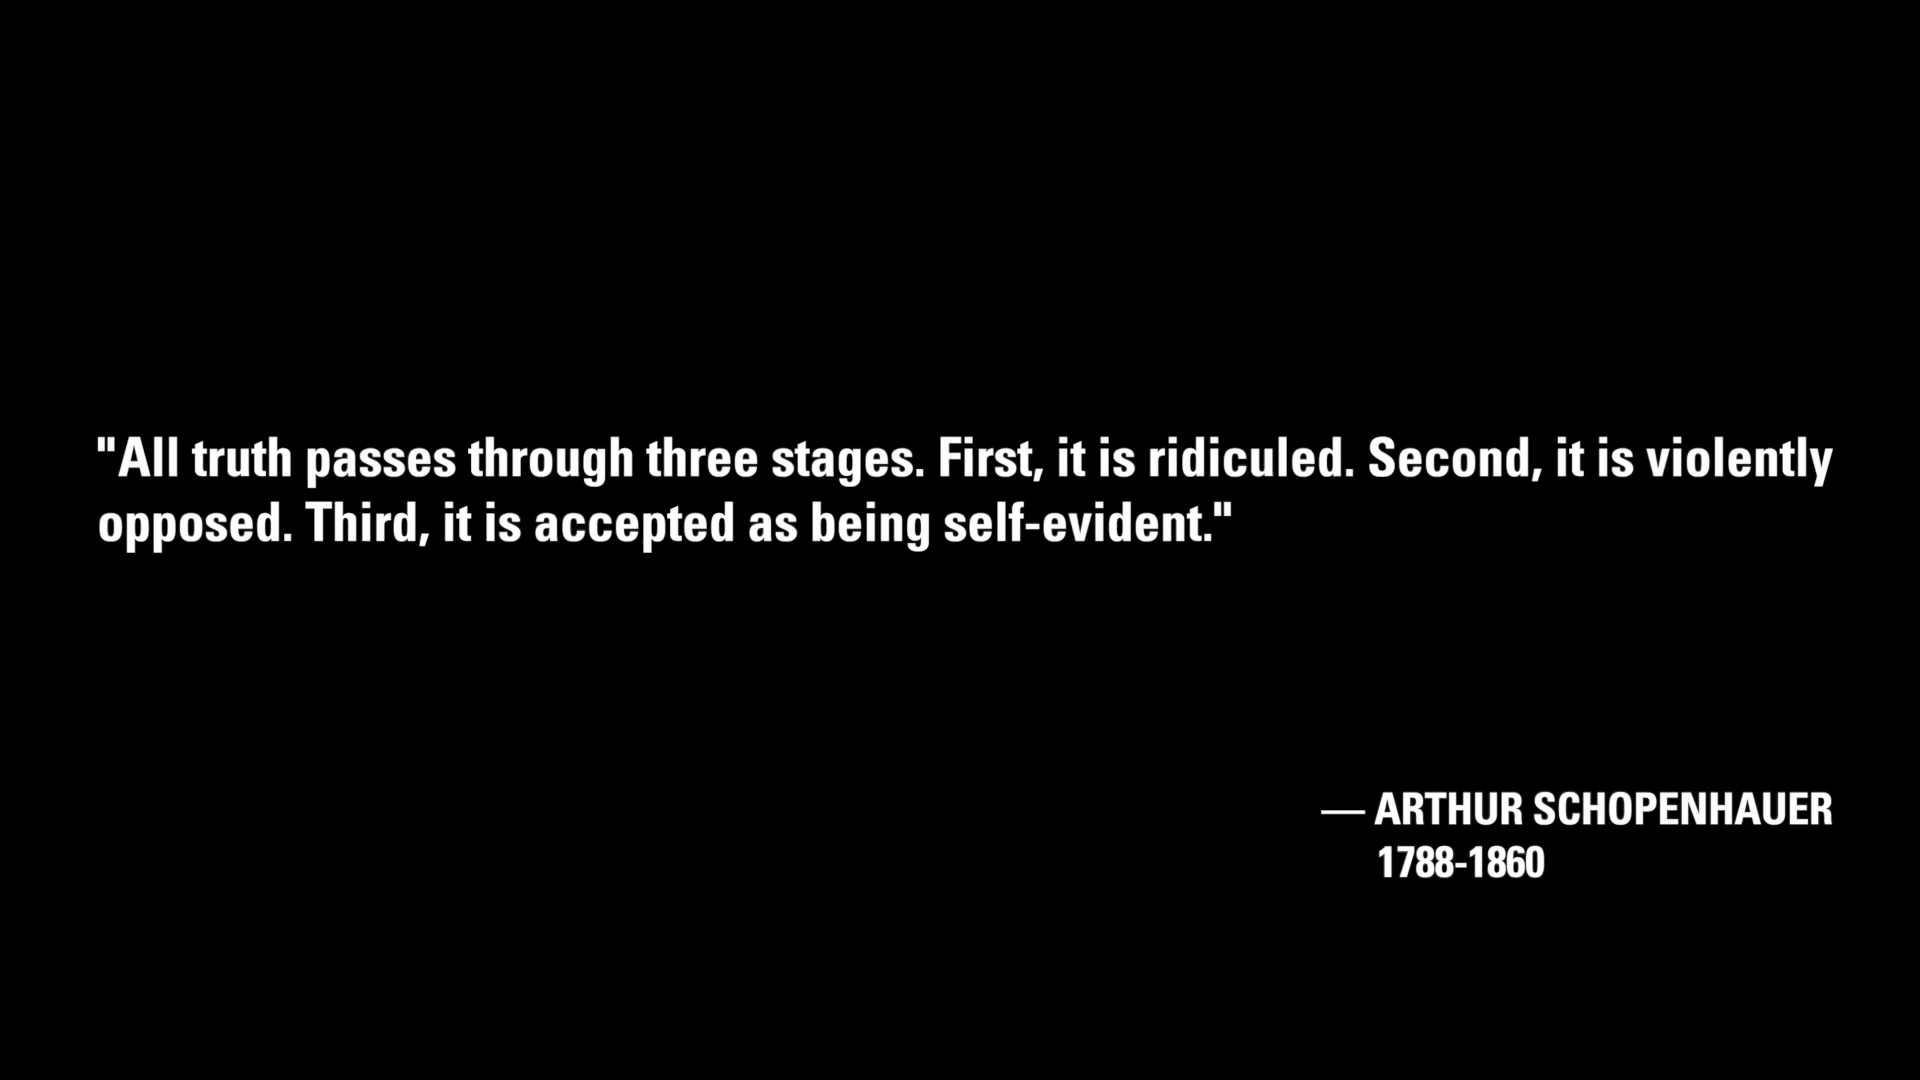 "All truth passes through three stages. First, it is ridiculed. Second, it is violently
opposed. Third, it is accepted as being self-evident."
— ARTHUR SCHOPENHAUER
1788-1860